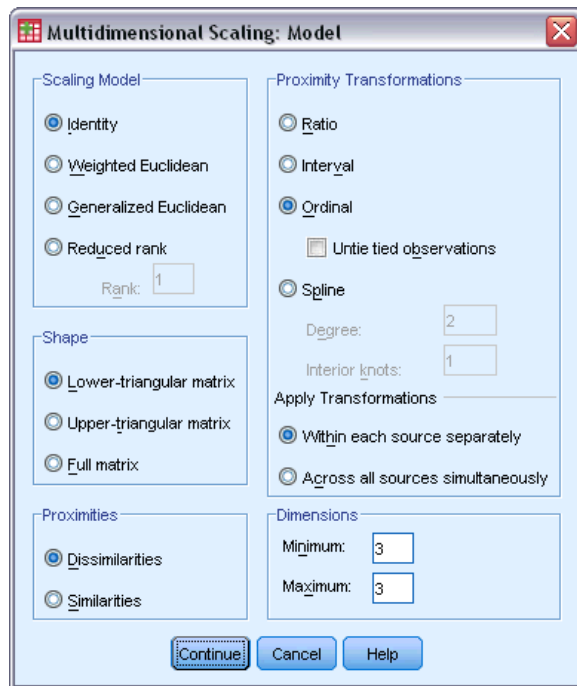 Multidimensional Scaling: Model
Scaling Model
Identity
Weighted Euclidean
Generalized Euclidean
Reduced rank
Rank: 1
Shape
Lower-triangular matrix
Upper-triangular matrix
Full matrix
Proximities
Dissimilarities
Similarities
Proximity Transformations
Ratio
Interval
Ordinal
Untie tied observations
Spline
Degree: 2
Interior knots: 1
Apply Transformations
Within each source separately
Across all sources simultaneously
Dimensions
Minimum: 3
Maximum: 3
Continue Cancel Help